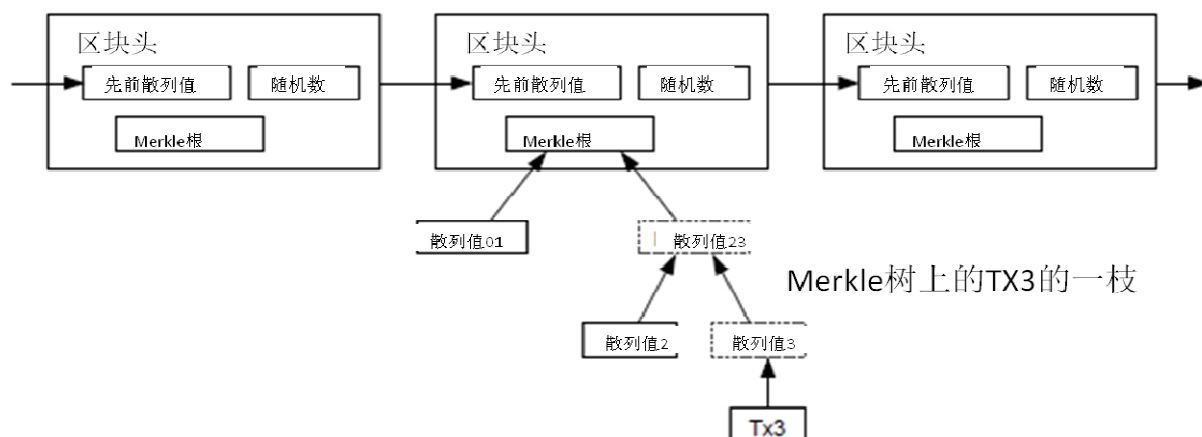 区块头
先前散列值 随机数
Merkle根
区块头
先前散列值 随机数
Merkle根
区块头
先前散列值 随机数
Merkle根
散列值01
散列值23
Merkle树上的TX3的一枝
散列值2
散列值3
Tx3